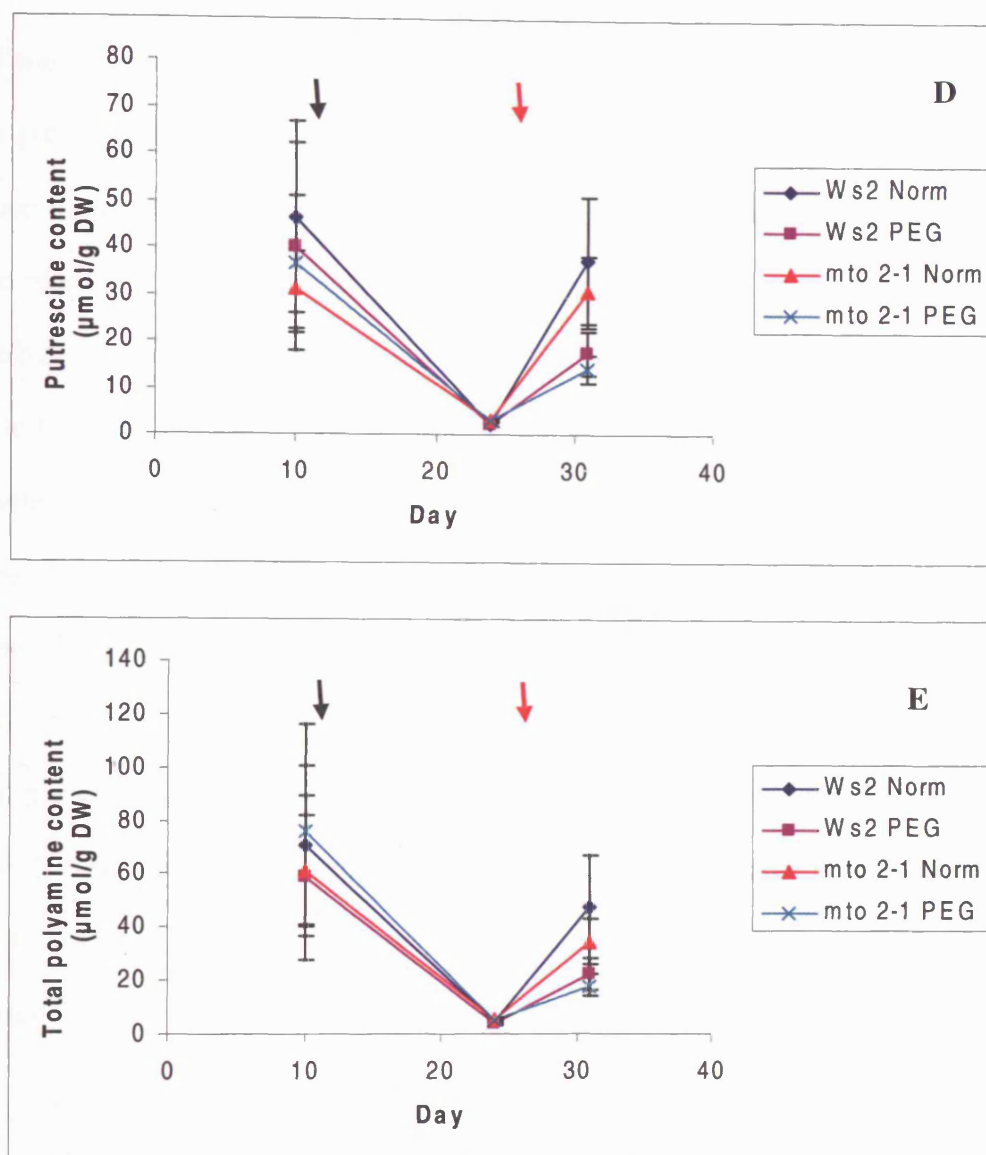 D
80
70
60
50
40
30
20
10
0
Putrescine content
(µmol/g DW)
0 10 20 30 40
Day
Ws2 Norm
Ws2 PEG
mto 2-1 Norm
mto 2-1 PEG
E
140
120
100
80
60
40
20
0
Total polyamine content
(µmol/g DW)
0 10 20 30 40
Day
Ws2 Norm
Ws2 PEG
mto 2-1 Norm
mto 2-1 PEG